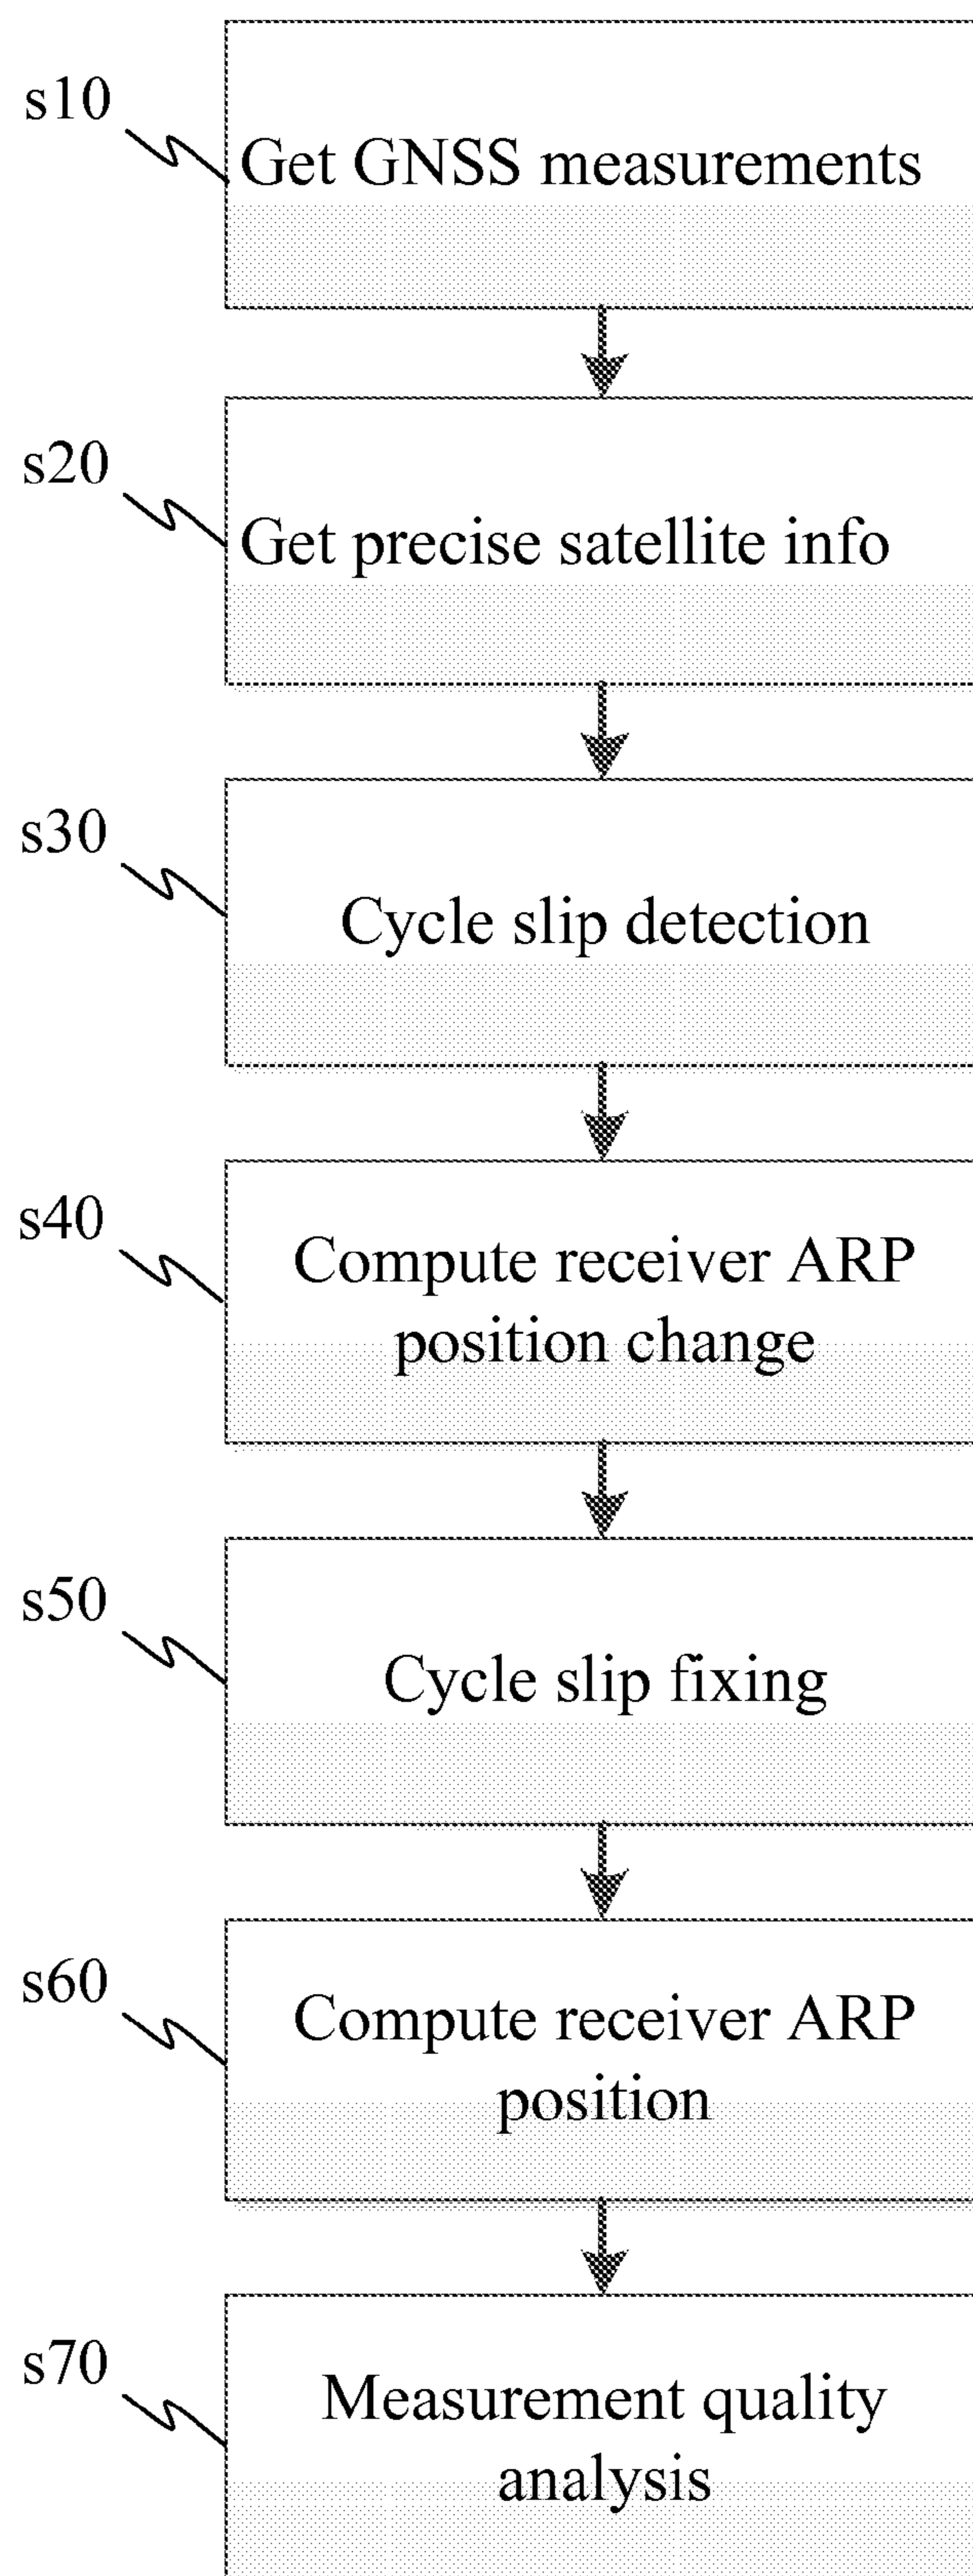 s10
Get GNSS measurements
s20
Get precise satellite info
s30
Cycle slip detection
s40
Compute receiver ARP
position change
s50
Cycle slip fixing
s60
Compute receiver ARP
position
s70
Measurement quality
analysis